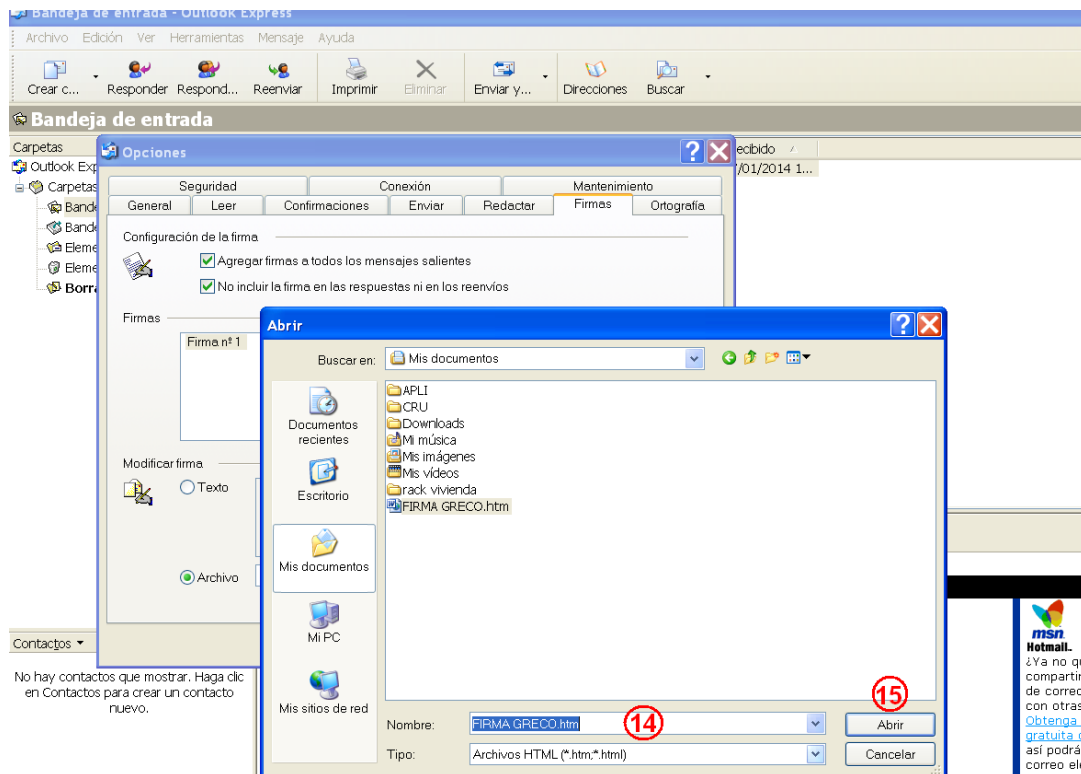 Bandeja de entrada - Outlook Express
Archivo Edición Ver Herramientas Mensaje Ayuda
Crear c... Responder Respond... Reenviar Imprimir Eliminar Enviar y... Direcciones Buscar
Bandeja de entrada
Carpetas
ecibido
Outlook Exp
/01/2014 1...
Carpetas
Bande
Bande
Eleme
Eleme
Borra
Opciones
Seguridad Conexión Mantenimiento
General Leer Confirmaciones Enviar Redactar Firmas Ortografía
Configuración de la firma
Agregar firmas a todos los mensajes salientes
No incluir la firma en las respuestas ni en los reenvíos
Firmas
Firma nº 1
Modificar firma
Texto
Archivo
Abrir
Buscar en: Mis documentos
Documentos recientes
Escritorio
Mis documentos
Mi PC
Mis sitios de red
APLI
CRU
Downloads
Mi música
Mis imágenes
Mis vídeos
rack vivienda
FIRMA GRECO.htm
15
Nombre: FIRMA GRECO.htm 14 Abrir
Tipo: Archivos HTML (*.htm;*.html) Cancelar
Contactos
No hay contactos que mostrar. Haga clic
en Contactos para crear un contacto
nuevo.
msn
Hotmail.
¿Ya no qu
compartir
de correo
con otras
Obtenga
gratuita
así podrá
correo ele